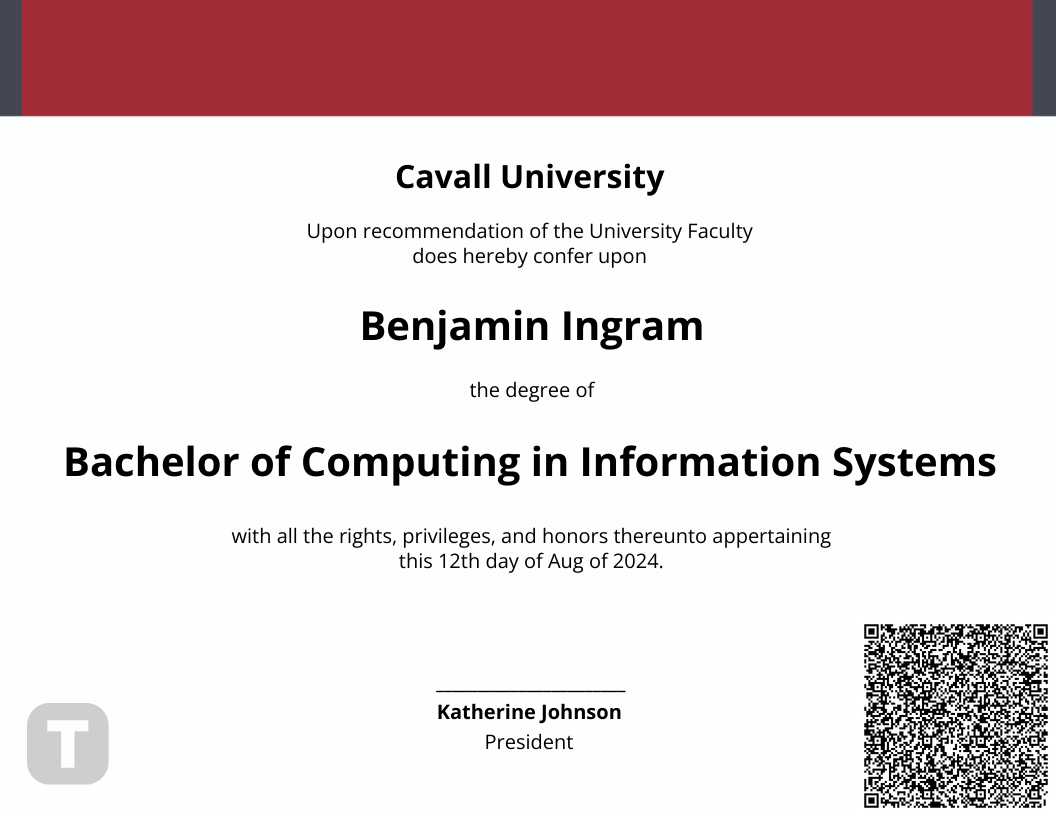 Cavall University
Upon recommendation of the University Faculty
does hereby confer upon
Benjamin Ingram
the degree of
Bachelor of Computing in Information Systems
with all the rights, privileges, and honors thereunto appertaining
this 12th day of Aug of 2024.
Katherine Johnson
President
T